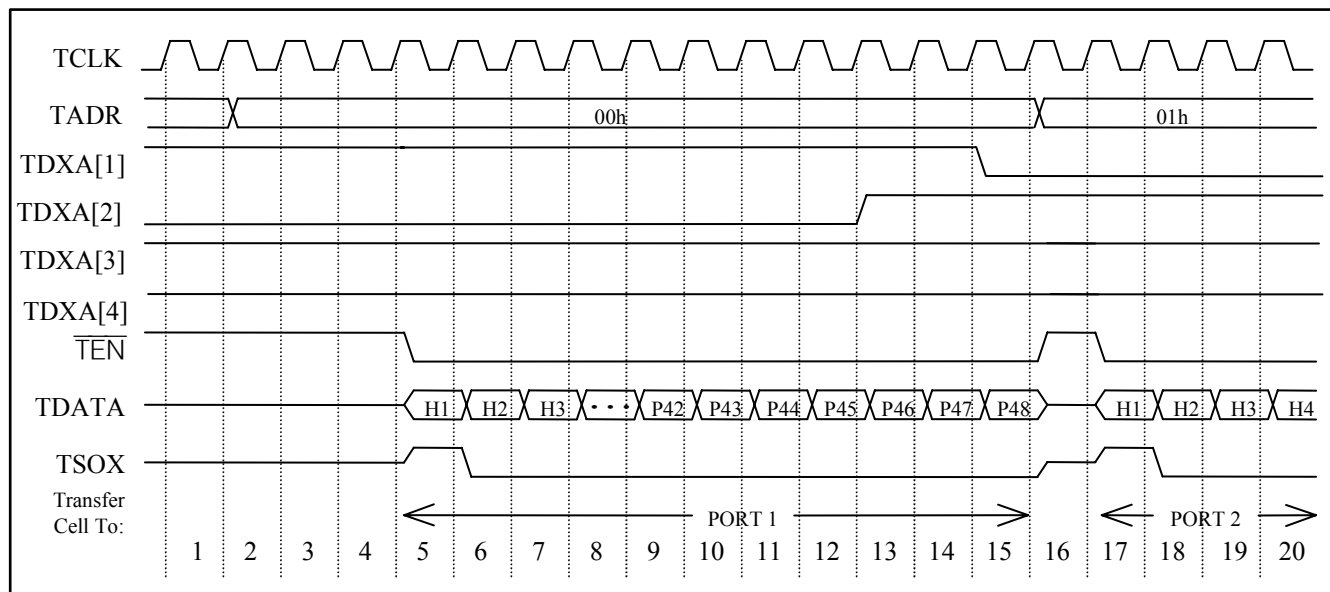 TCLK
TADR 00h 01h
TDXA[1]
TDXA[2]
TDXA[3]
TDXA[4]
TEN
TDATA H1 H2 H3 • • • P42 P43 P44 P45 P46 P47 P48 H1 H2 H3 H4
TSOX
Transfer
Cell To: PORT 1 PORT 2
1 2 3 4 5 6 7 8 9 10 11 12 13 14 15 16 17 18 19 20